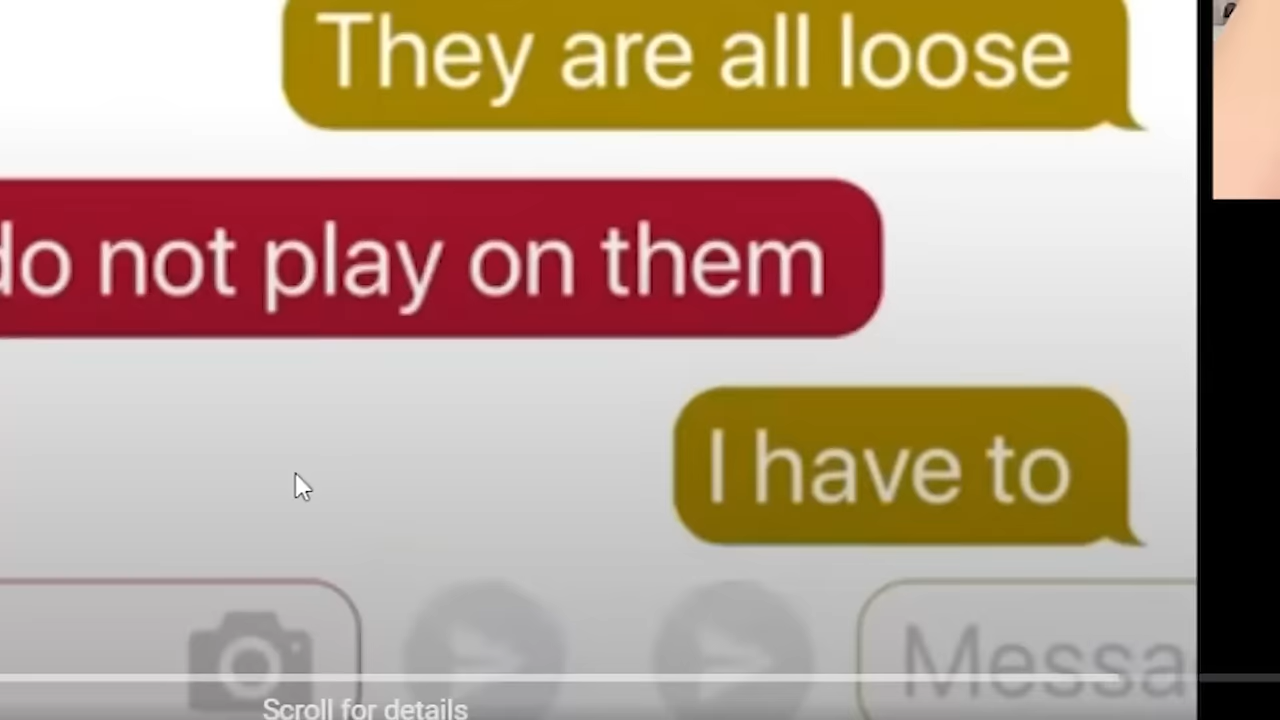 They are all loose
do not play on them
I have to
Messa
Scroll for details